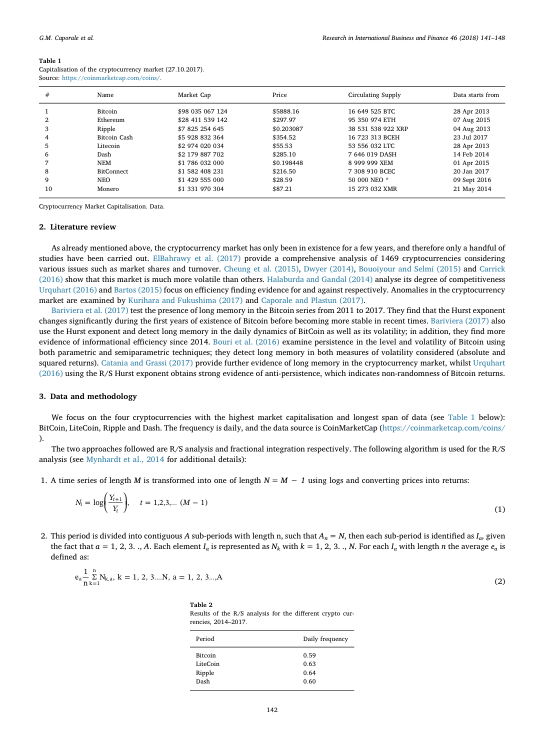 G.M. Caporale et al.
Research in International Business and Finance 46 (2018) 141–148
Table 1
Capitalisation of the cryptocurrency market (27.10.2017).
Source: https://coinmarketcap.com/coins/.
# Name Market Cap Price Circulating Supply Data starts from
1 Bitcoin $98 035 067 124 $5888.16 16 649 525 BTC 28 Apr 2013
2 Ethereum $28 411 539 142 $297.97 95 350 974 ETH 07 Aug 2015
3 Ripple $7 825 254 645 $0.203087 38 531 538 922 XRP 04 Aug 2013
4 Bitcoin Cash $5 928 832 364 $354.52 16 723 313 BCEH 23 Jul 2017
5 Litecoin $2 974 020 034 $55.53 53 556 032 LTC 28 Apr 2013
6 Dash $2 179 887 702 $285.10 7 646 019 DASH 14 Feb 2014
7 NEM $1 786 032 000 $0.198448 8 999 999 XEM 01 Apr 2015
8 BitConnect $1 582 408 231 $216.50 7 308 910 BCEC 20 Jan 2017
9 NEO $1 429 555 000 $28.59 50 000 NEO * 09 Sept 2016
10 Monero $1 331 970 304 $87.21 15 273 032 XMR 21 May 2014
Cryptocurrency Market Capitalisation. Data.
2. Literature review
As already mentioned above, the cryptocurrency market has only been in existence for a few years, and therefore only a handful of
studies have been carried out. ElBahrawy et al. (2017) provide a comprehensive analysis of 1469 cryptocurrencies considering
various issues such as market shares and turnover. Cheung et al. (2015), Dwyer (2014), Bouoiyour and Selmi (2015) and Carrick
(2016) show that this market is much more volatile than others. Halaburda and Gandal (2014) analyse its degree of competitiveness
Urquhart (2016) and Bartos (2015) focus on efficiency finding evidence for and against respectively. Anomalies in the cryptocurrency
market are examined by Kurihara and Fukushima (2017) and Caporale and Plastun (2017).
Bariviera et al. (2017) test the presence of long memory in the Bitcoin series from 2011 to 2017. They find that the Hurst exponent
changes significantly during the first years of existence of Bitcoin before becoming more stable in recent times. Bariviera (2017) also
use the Hurst exponent and detect long memory in the daily dynamics of BitCoin as well as its volatility; in addition, they find more
evidence of informational efficiency since 2014. Bouri et al. (2016) examine persistence in the level and volatility of Bitcoin using
both parametric and semiparametric techniques; they detect long memory in both measures of volatility considered (absolute and
squared returns). Catania and Grassi (2017) provide further evidence of long memory in the cryptocurrency market, whilst Urquhart
(2016) using the R/S Hurst exponent obtains strong evidence of anti-persistence, which indicates non-randomness of Bitcoin returns.
3. Data and methodology
We focus on the four cryptocurrencies with the highest market capitalisation and longest span of data (see Table 1 below):
BitCoin, LiteCoin, Ripple and Dash. The frequency is daily, and the data source is CoinMarketCap (https://coinmarketcap.com/coins/
).
The two approached followed are R/S analysis and fractional integration respectively. The following algorithm is used for the R/S
analysis (see Mynhardt et al., 2014 for additional details):
1. A time series of length M is transformed into one of length N = M − 1 using logs and converting prices into returns:
Nᵢ = log(Yₜ₊₁/Yₜ), t = 1,2,3,... (M − 1) (1)
2. This period is divided into contiguous A sub-periods with length n, such that Aₙ = N, then each sub-period is identified as Iₐ, given
the fact that a = 1, 2, 3. ., A. Each element Iₐ is represented as Nₖ with k = 1, 2, 3. ., N. For each Iₐ with length n the average eₐ is
defined as:
eₐ 1/n Σ(k=1 to n) Nₖ,ₐ, k = 1, 2, 3...N, a = 1, 2, 3...,A (2)
Table 2
Results of the R/S analysis for the different crypto cur-
rencies, 2014–2017.
Period Daily frequency
Bitcoin 0.59
LiteCoin 0.63
Ripple 0.64
Dash 0.60
142